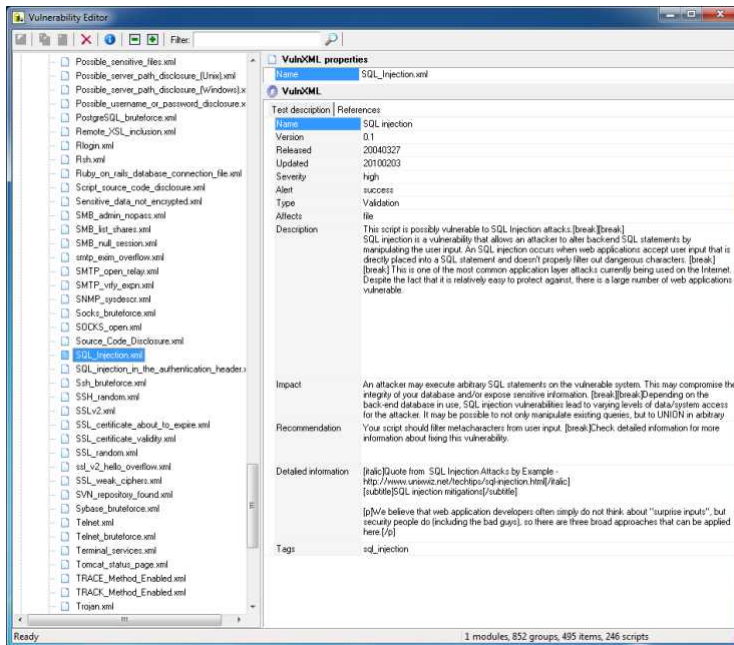 Vulnerability Editor
Filter:
Possible_sensitive_files.xml
Possible_server_path_disclosure_(Unix).xml
Possible_server_path_disclosure_(Windows).x
Possible_username_or_password_disclosure.x
PostgreSQL_bruteforce.xml
Remote_XSL_inclusion.xml
Rlogin.xml
Rsh.xml
Ruby_on_rails_database_connection_file.xml
Script_source_code_disclosure.xml
Sensitive_data_not_encrypted.xml
SMB_admin_nopass.xml
SMB_list_shares.xml
SMB_null_session.xml
smtp_exim_overflow.xml
SMTP_open_relay.xml
SMTP_vrfy_expn.xml
SNMP_sysdescr.xml
Socks_bruteforce.xml
SOCKS_open.xml
Source_Code_Disclosure.xml
SQL_Injection.xml
SQL_injection_in_the_authentication_header.x
Ssh_bruteforce.xml
SSH_random.xml
SSLv2.xml
SSL_certificate_about_to_expire.xml
SSL_certificate_validity.xml
SSL_random.xml
ssl_v2_hello_overflow.xml
SSL_weak_ciphers.xml
SVN_repository_found.xml
Sybase_bruteforce.xml
Telnet.xml
Telnet_bruteforce.xml
Terminal_services.xml
Tomcat_status_page.xml
TRACE_Method_Enabled.xml
TRACK_Method_Enabled.xml
Trojan.xml
VulnXML properties
Name SQL_Injection.xml
VulnXML
Test description References
Name SQL injection
Version 0.1
Released 20040327
Updated 20100203
Severity high
Alert success
Type Validation
Affects file
Description This script is possibly vulnerable to SQL Injection attacks.[break][break]
SQL injection is a vulnerability that allows an attacker to alter backend SQL statements by
manipulating the user input. An SQL injection occurs when web applications accept user input that is
directly placed into a SQL statement and doesn't properly filter out dangerous characters. [break]
[break] This is one of the most common application layer attacks currently being used on the Internet.
Despite the fact that it is relatively easy to protect against, there is a large number of web applications
vulnerable.
Impact An attacker may execute arbitrary SQL statements on the vulnerable system. This may compromise the
integrity of your database and/or expose sensitive information. [break][break]Depending on the
back-end database in use, SQL injection vulnerabilities lead to varying levels of data/system access
for the attacker. It may be possible to not only manipulate existing queries, but to UNION in arbitrary
Recommendation Your script should filter metacharacters from user input. [break]Check detailed information for more
information about fixing this vulnerability.
Detailed information [italic]Quote from SQL Injection Attacks by Example -
http://www.unixwiz.net/techtips/sql-injection.html[/italic]
[subtitle]SQL injection mitigations[/subtitle]
[p]We believe that web application developers often simply do not think about "surprise inputs", but
security people do (including the bad guys), so there are three broad approaches that can be applied
here.[/p]
Tags sql_injection
Ready
1 modules, 852 groups, 495 items, 246 scripts